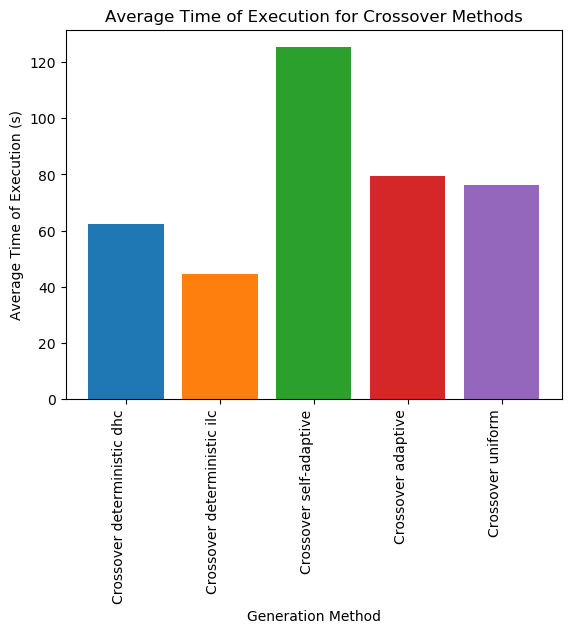 Average Time of Execution for Crossover Methods
Average Time of Execution (s)
120
100
80
60
40
20
0
Crossover deterministic dhc
Crossover deterministic ilc
Crossover self-adaptive
Crossover adaptive
Crossover uniform
Generation Method